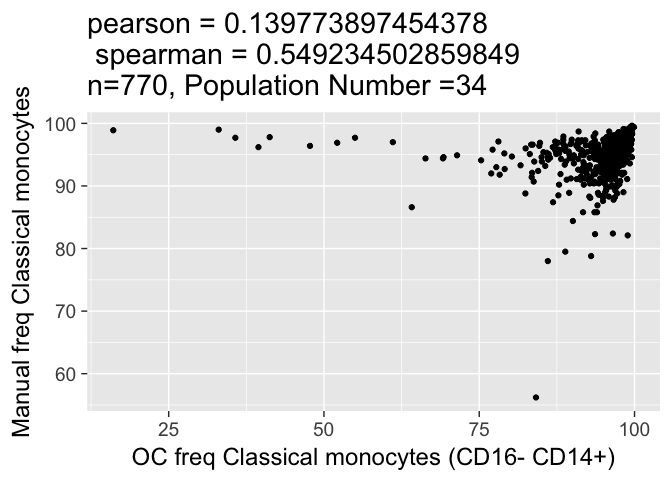 pearson = 0.139773897454378
spearman = 0.549234502859849
n=770, Population Number =34
Manual freq Classical monocytes
100
90
80
70
60
25 50 75 100
OC freq Classical monocytes (CD16- CD14+)